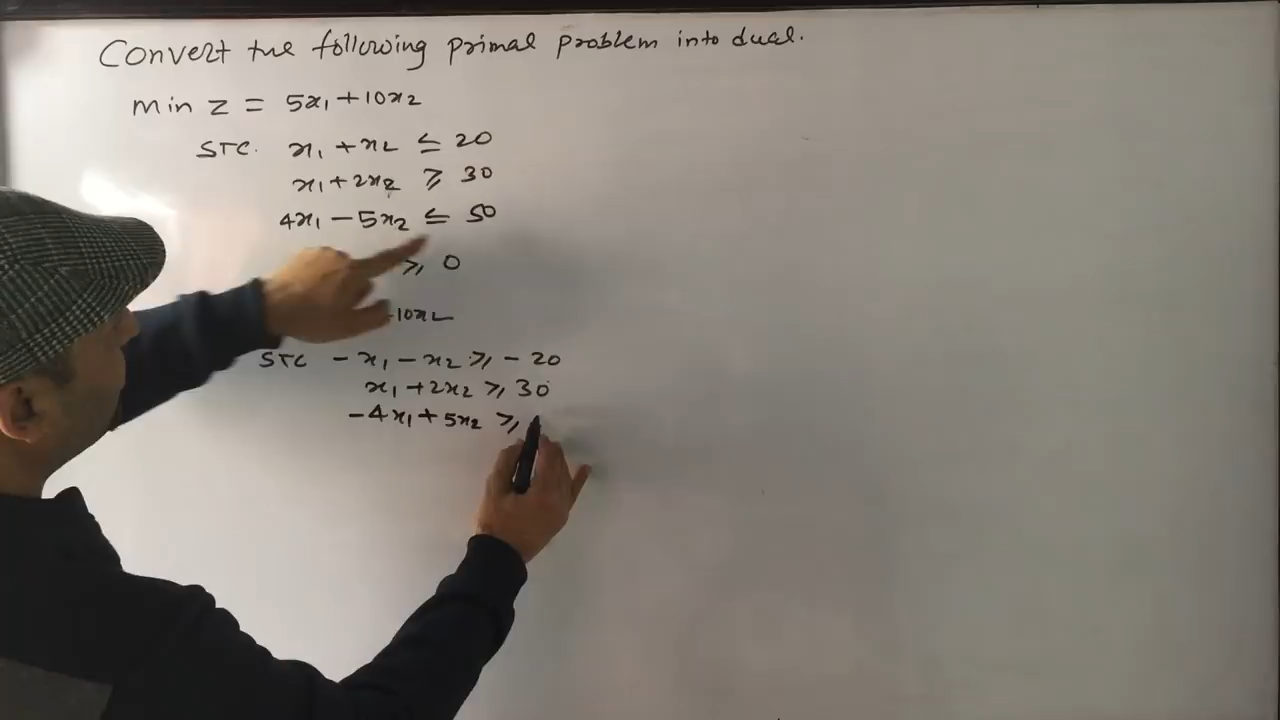 Convert the following primal problem into dual.
min z = 5x₁ + 10x₂
STC. x₁ + x₂ ≤ 20
x₁ + 2x₂ ≥ 30
4x₁ - 5x₂ ≤ 50
≥ 0
10x₂
STC - x₁ - x₂ ≥ - 20
x₁ + 2x₂ ≥ 30
-4x₁ + 5x₂ ≥